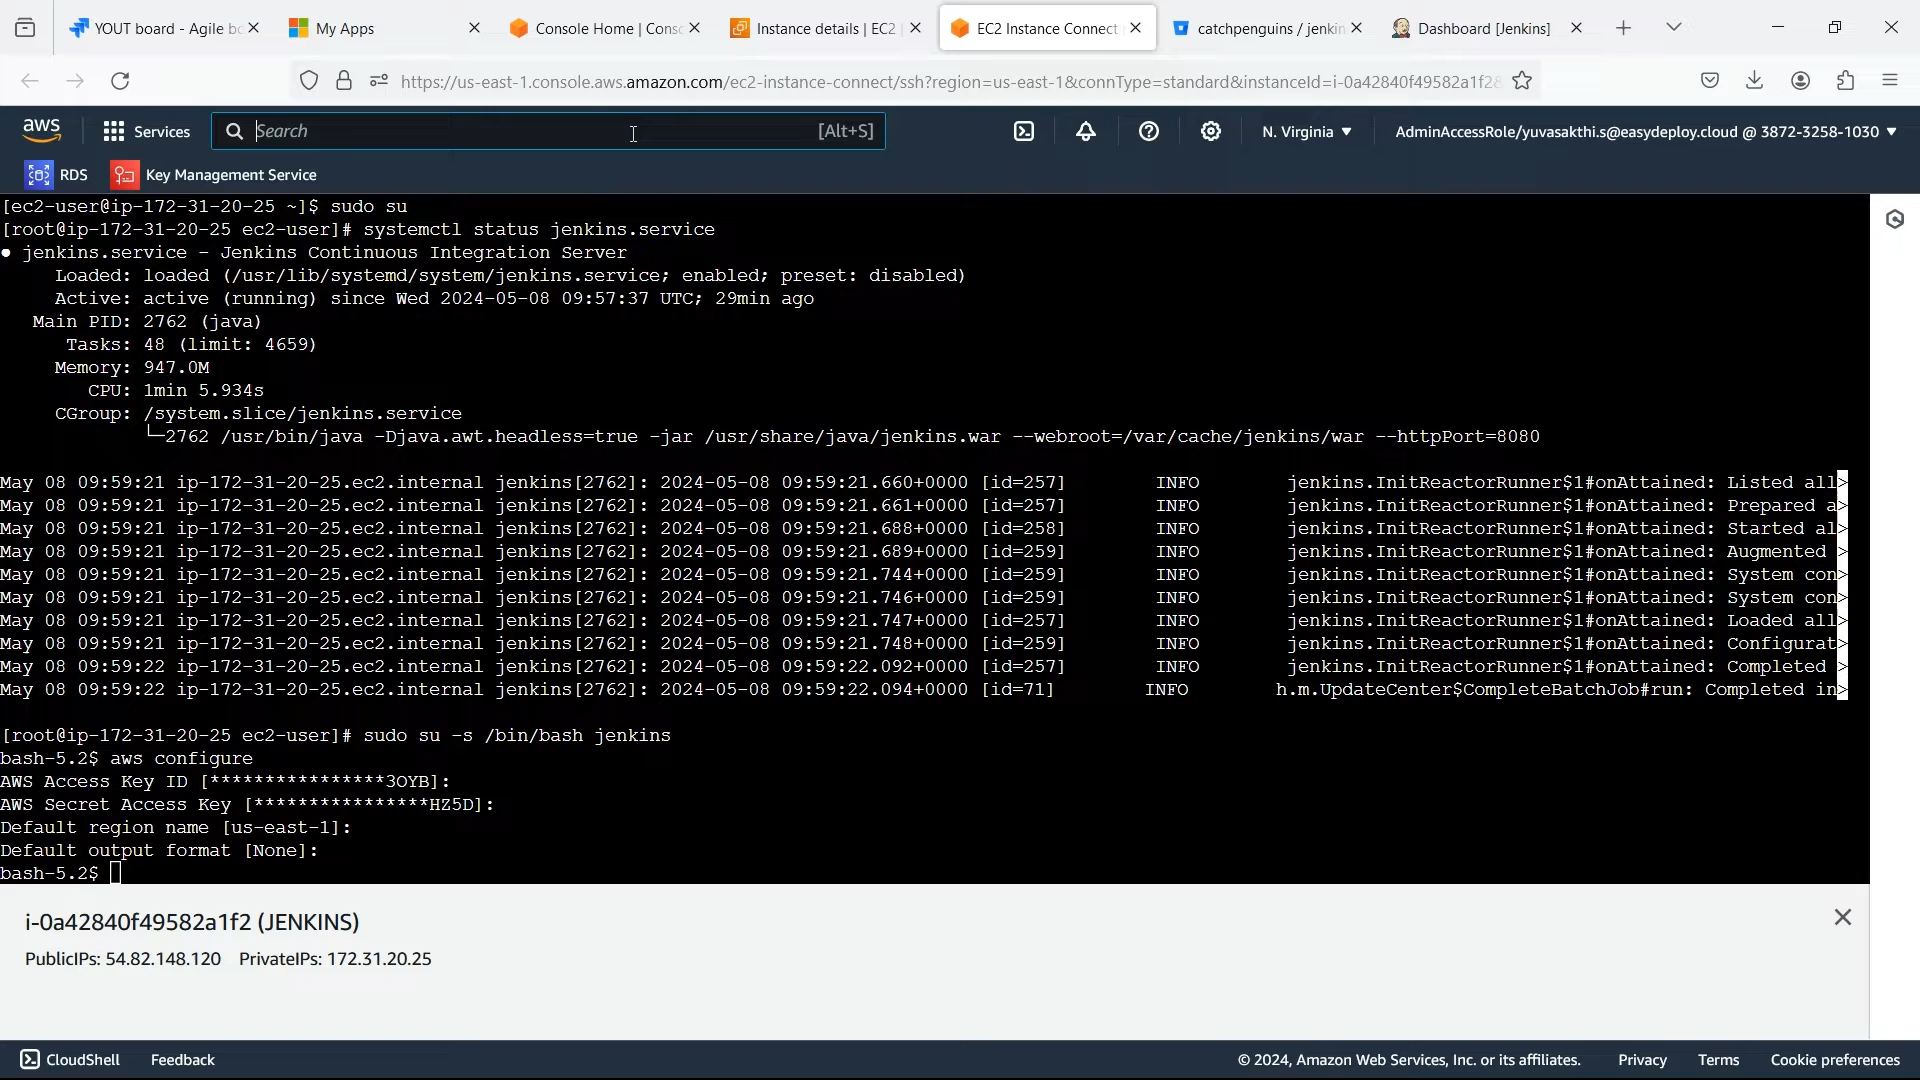 YOUT board - Agile bo
My Apps
Console Home | Conso
Instance details | EC2 |
EC2 Instance Connect
catchpenguins / jenkin
Dashboard [Jenkins]
https://us-east-1.console.aws.amazon.com/ec2-instance-connect/ssh?region=us-east-1&connType=standard&instanceId=i-0a42840f49582a1f28
aws
Services
Search
[Alt+S]
N. Virginia
AdminAccessRole/yuvasakthi.s@easydeploy.cloud @ 3872-3258-1030
RDS
Key Management Service
[ec2-user@ip-172-31-20-25 ~]$ sudo su
[root@ip-172-31-20-25 ec2-user]# systemctl status jenkins.service
● jenkins.service - Jenkins Continuous Integration Server
Loaded: loaded (/usr/lib/systemd/system/jenkins.service; enabled; preset: disabled)
Active: active (running) since Wed 2024-05-08 09:57:37 UTC; 29min ago
Main PID: 2762 (java)
Tasks: 48 (limit: 4659)
Memory: 947.0M
CPU: 1min 5.934s
CGroup: /system.slice/jenkins.service
└─2762 /usr/bin/java -Djava.awt.headless=true -jar /usr/share/java/jenkins.war --webroot=/var/cache/jenkins/war --httpPort=8080
May 08 09:59:21 ip-172-31-20-25.ec2.internal jenkins[2762]: 2024-05-08 09:59:21.660+0000 [id=257] INFO jenkins.InitReactorRunner$1#onAttained: Listed all>
May 08 09:59:21 ip-172-31-20-25.ec2.internal jenkins[2762]: 2024-05-08 09:59:21.661+0000 [id=257] INFO jenkins.InitReactorRunner$1#onAttained: Prepared a>
May 08 09:59:21 ip-172-31-20-25.ec2.internal jenkins[2762]: 2024-05-08 09:59:21.688+0000 [id=258] INFO jenkins.InitReactorRunner$1#onAttained: Started al>
May 08 09:59:21 ip-172-31-20-25.ec2.internal jenkins[2762]: 2024-05-08 09:59:21.689+0000 [id=259] INFO jenkins.InitReactorRunner$1#onAttained: Augmented >
May 08 09:59:21 ip-172-31-20-25.ec2.internal jenkins[2762]: 2024-05-08 09:59:21.744+0000 [id=259] INFO jenkins.InitReactorRunner$1#onAttained: System con>
May 08 09:59:21 ip-172-31-20-25.ec2.internal jenkins[2762]: 2024-05-08 09:59:21.746+0000 [id=259] INFO jenkins.InitReactorRunner$1#onAttained: System con>
May 08 09:59:21 ip-172-31-20-25.ec2.internal jenkins[2762]: 2024-05-08 09:59:21.747+0000 [id=257] INFO jenkins.InitReactorRunner$1#onAttained: Loaded all>
May 08 09:59:21 ip-172-31-20-25.ec2.internal jenkins[2762]: 2024-05-08 09:59:21.748+0000 [id=259] INFO jenkins.InitReactorRunner$1#onAttained: Configurat>
May 08 09:59:22 ip-172-31-20-25.ec2.internal jenkins[2762]: 2024-05-08 09:59:22.092+0000 [id=257] INFO jenkins.InitReactorRunner$1#onAttained: Completed >
May 08 09:59:22 ip-172-31-20-25.ec2.internal jenkins[2762]: 2024-05-08 09:59:22.094+0000 [id=71] INFO h.m.UpdateCenter$CompleteBatchJob#run: Completed in>
[root@ip-172-31-20-25 ec2-user]# sudo su -s /bin/bash jenkins
bash-5.2$ aws configure
AWS Access Key ID [****************3OYB]:
AWS Secret Access Key [****************HZ5D]:
Default region name [us-east-1]:
Default output format [None]:
bash-5.2$
i-0a42840f49582a1f2 (JENKINS)
PublicIPs: 54.82.148.120 PrivateIPs: 172.31.20.25
CloudShell
Feedback
© 2024, Amazon Web Services, Inc. or its affiliates.
Privacy
Terms
Cookie preferences